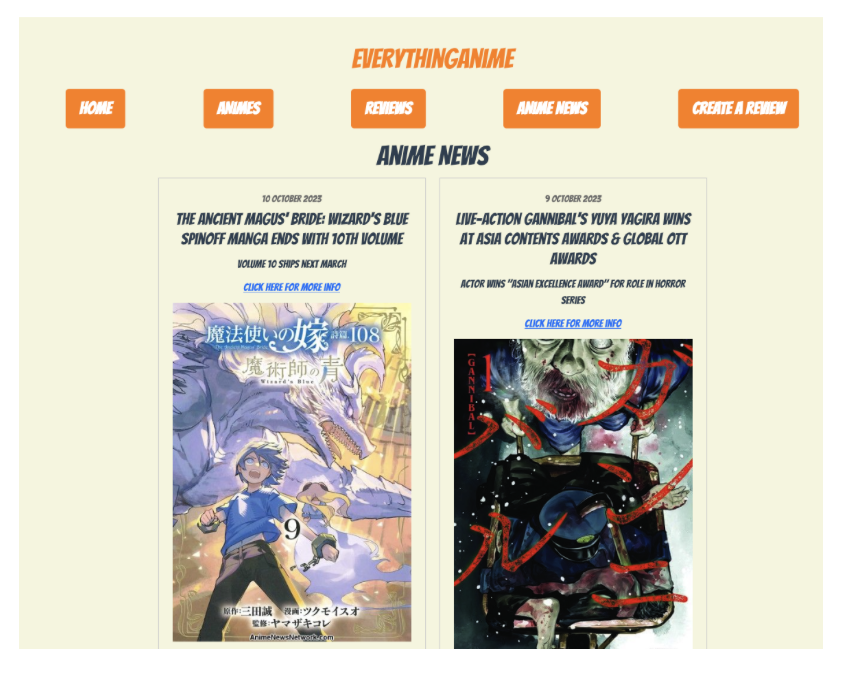 EVERYTHINGANIME
HOME
ANIMES
REVIEWS
ANIME NEWS
CREATE A REVIEW
ANIME NEWS
10 OCTOBER 2023
THE ANCIENT MAGUS' BRIDE: WIZARD'S BLUE
SPINOFF MANGA ENDS WITH 10TH VOLUME
VOLUME 10 SHIPS NEXT MARCH
CLICK HERE FOR MORE INFO
魔法使いの嫁 詩篇.108
魔術師の青
Wizard's Blue
9
原作:三田誠 漫画:ツクモイスオ
監修:ヤマザキコレ
AnimeNewsNetwork.com
9 OCTOBER 2023
LIVE-ACTION GANNIBAL'S YUYA YAGIRA WINS
AT ASIA CONTENTS AWARDS & GLOBAL OTT
AWARDS
ACTOR WINS "ASIAN EXCELLENCE AWARD" FOR ROLE IN HORROR
SERIES
CLICK HERE FOR MORE INFO
[GANNIBAL]
1
ガンニバル